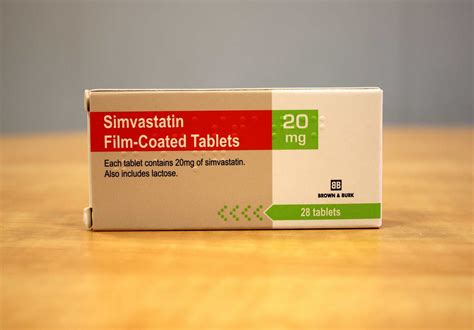 Simvastatin
Film-Coated Tablets
20
mg
Each tablet contains 20mg of simvastatin.
Also includes lactose.
BB
BROWN & BURK
28 tablets